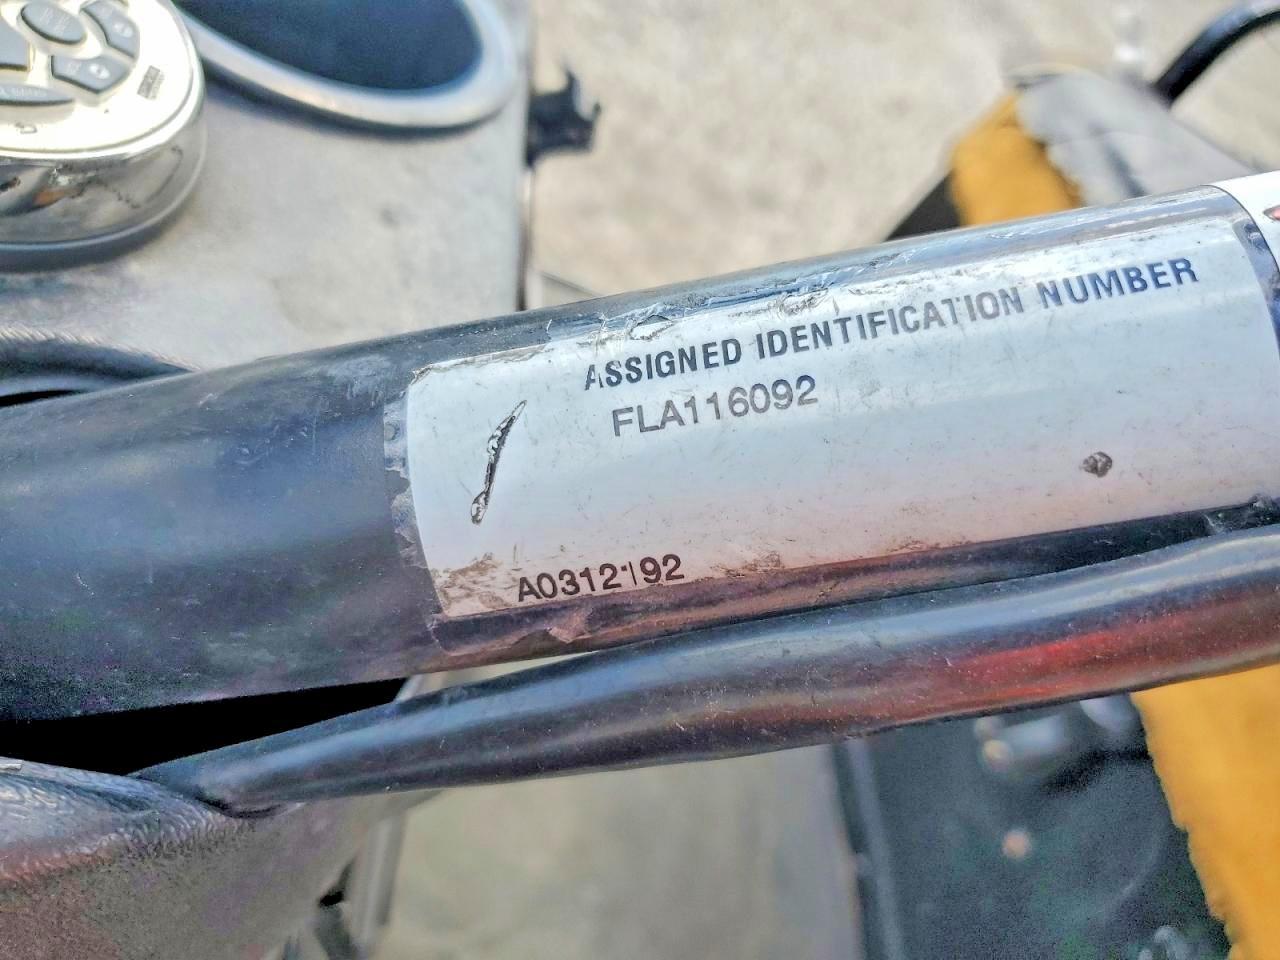 ASSIGNED IDENTIFICATION NUMBER
FLA116092
A0312192